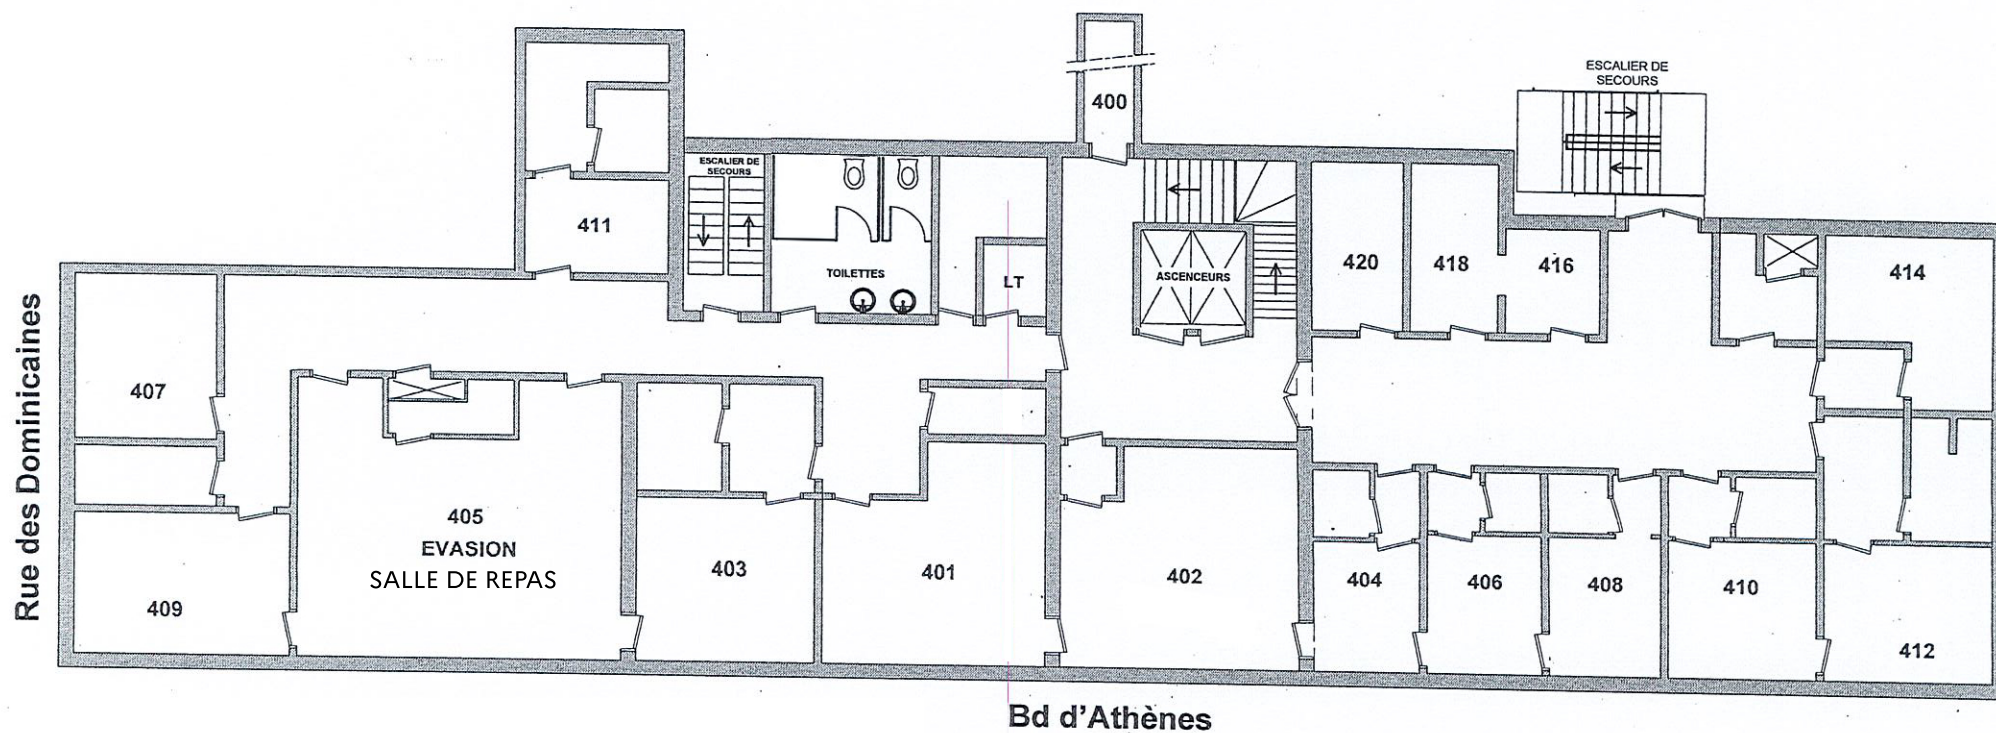 400
ESCALIER DE
SECOURS
ESCALIER DE
SECOURS
411
TOILETTES
LT
ASCENCEURS
420
418
416
414
407
Rue des Dominicaines
405
EVASION
SALLE DE REPAS
403
401
402
404
406
408
410
409
412
Bd d'Athènes